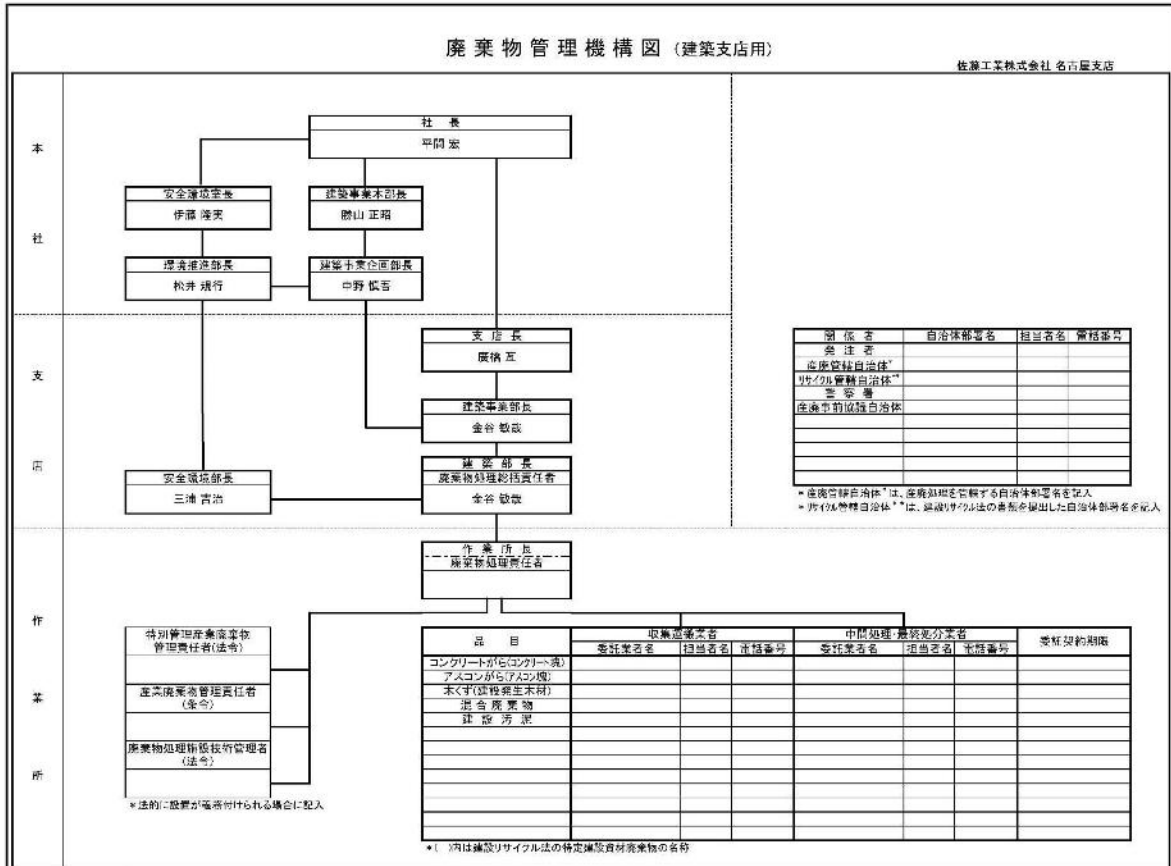 廃棄物管理機構図 (建築支店用)
佐藤工業株式会社 名古屋支店
本社
社長
平間 宏
安全環境室長
伊藤 隆実
建築事業本部長
勝山 正昭
環境推進部長
松井 規行
建築事業企画部長
中野 慎吾
支店
支店長
廣橋 亙
建築事業部長
金谷 敏哉
建築部長
廃棄物処理総括責任者
金谷 敏哉
安全環境部長
三浦 吉治
関係者 自治体部署名 担当者名 電話番号
発注者
産廃管轄自治体*
リサイクル管轄自治体**
警察署
産廃事前協議自治体
*産廃管轄自治体*は、産廃処理を管轄する自治体部署名を記入
*リサイクル管轄自治体**は、建設リサイクル法の書類を提出した自治体部署名を記入
作業所
作業所長
廃棄物処理責任者
特別管理産業廃棄物
管理責任者(法令)
産業廃棄物管理責任者
(条令)
廃棄物処理施設技術管理者
(法令)
*法的に設置が義務付けられる場合に記入
品目 収集運搬業者 中間処理・最終処分業者 委託契約期限
委託業者名 担当者名 電話番号 委託業者名 担当者名 電話番号
コンクリートがら(コンクリート塊)
アスコンがら(アスコン塊)
木くず(建設発生木材)
混合廃棄物
建設汚泥
*( )内は建設リサイクル法の特定建設資材廃棄物の名称